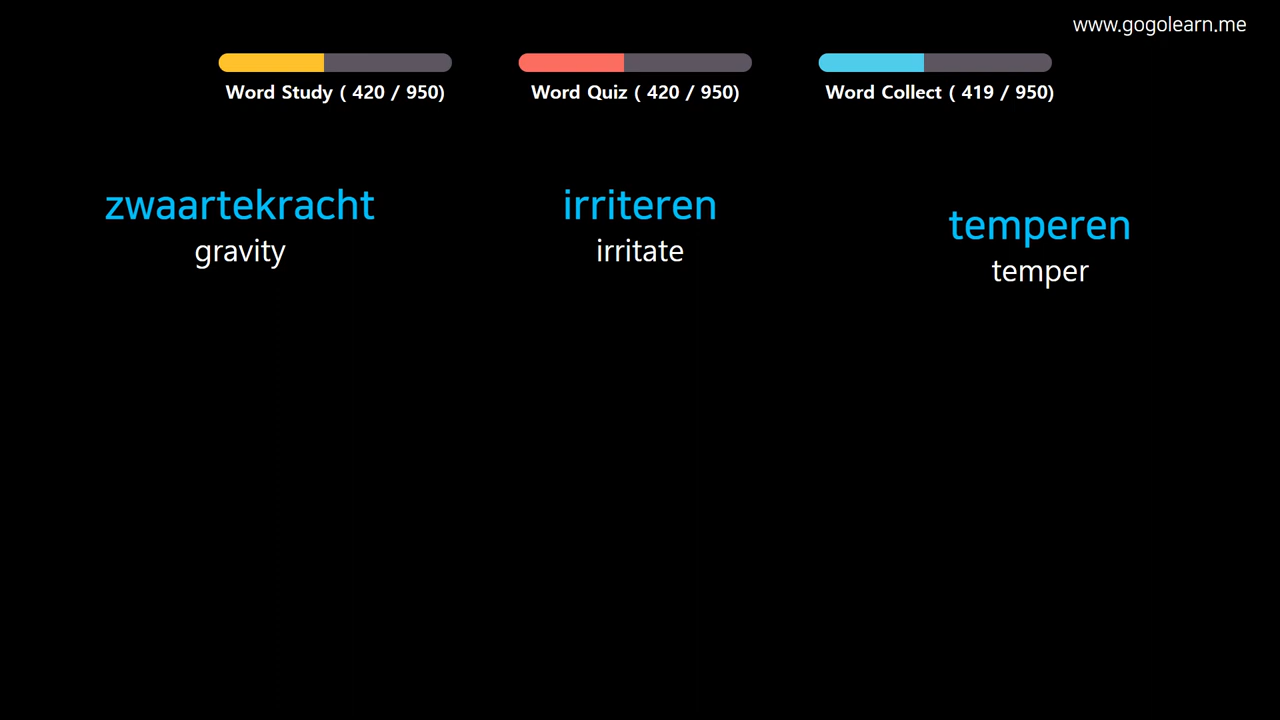 www.gogolearn.me
Word Study ( 420 / 950)
Word Quiz ( 420 / 950)
Word Collect ( 419 / 950)
zwaartekracht
gravity
irriteren
irritate
temperen
temper